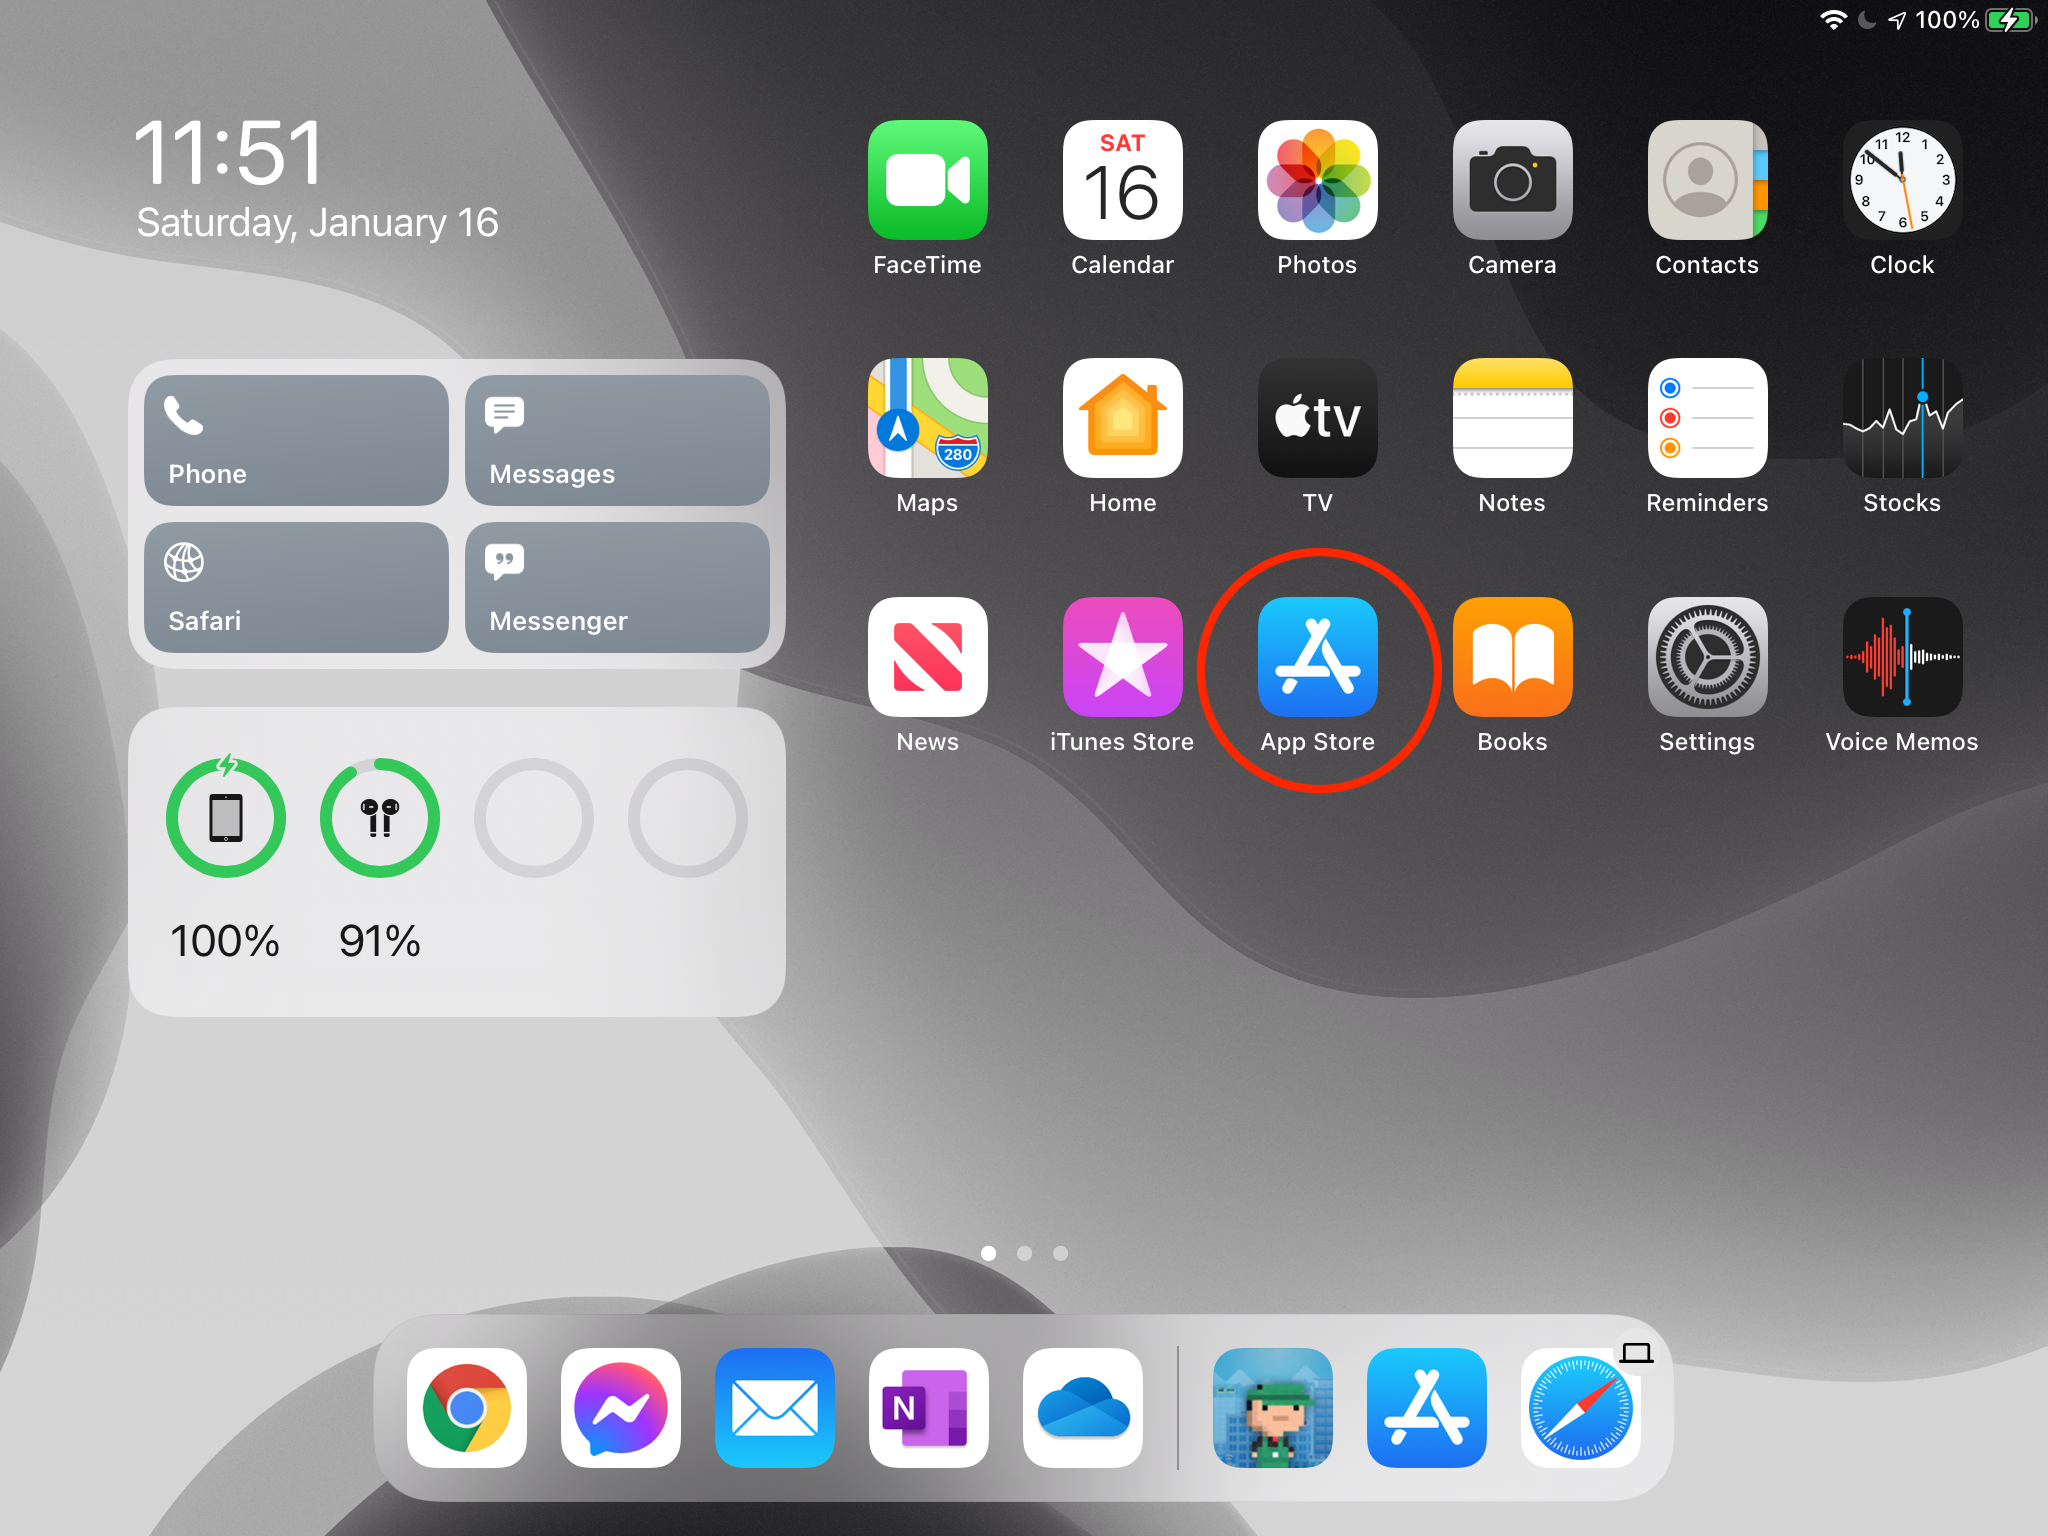 100%
11:51
Saturday, January 16
SAT
16
12
1
2
3
4
5
6
7
8
9
10
11
FaceTime
Calendar
Photos
Camera
Contacts
Clock
280
tv
Maps
Home
TV
Notes
Reminders
Stocks
Phone
Messages
Safari
Messenger
News
iTunes Store
App Store
Books
Settings
Voice Memos
100%
91%
N